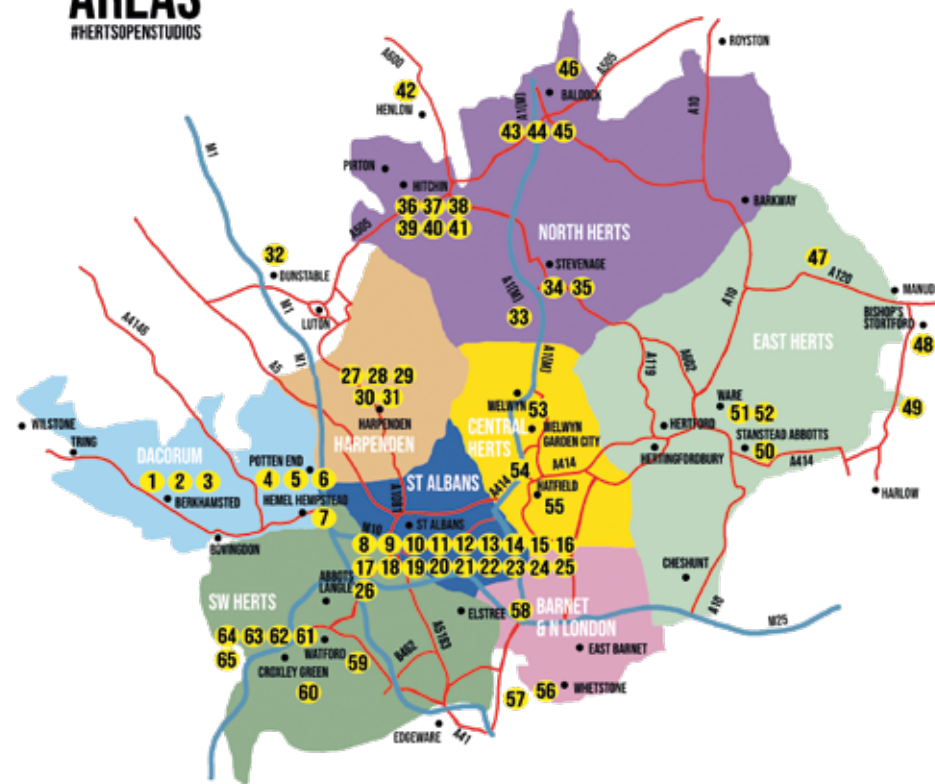 AREAS
#HERTSOPENSTUDIOS
ROYSTON
A600
A505
46
42
BALDOCK
A1(M)
A10
HENLOW
43 44 45
M1
PIRTON
HITCHIN
BARKWAY
36 37 38
39 40 41
A505
NORTH HERTS
32
DUNSTABLE
STEVENAGE
47
A120
34 35
A1(M)
A10
MANUD
M1
LUTON
33
BISHOP'S
STORTFORD
A4146
EAST HERTS
48
M1
A1(M)
A119
A602
A5
27 28 29
30 31
HARPENDEN
HARPENDEN
WELWYN
53
WARE
51 52
49
WILSTONE
CENTRAL
HERTS
WELWYN
GARDEN CITY
HERTFORD
STANSTEAD ABBOTTS
TRING
DACORUM
HERTINGFORDBURY
50
A414
POTTEN END
1 2 3
4 5 6
BERKHAMSTED
ST ALBANS
54
A414
A414
HATFIELD
HARLOW
HEMEL HEMPSTEAD
A1081
55
7
M10
ST ALBANS
BOVINGDON
8 9 10 11 12 13 14 15 16
17 18 19 20 21 22 23 24 25
CHESHUNT
ABBOTS
LANGLE
26
SW HERTS
ELSTREE
58
BARNET
& N LONDON
A10
M25
64 63 62 61
A5183
WATFORD
B462
EAST BARNET
65
CROXLEY GREEN
59
60
57
56
WHETSTONE
EDGEWARE
A41